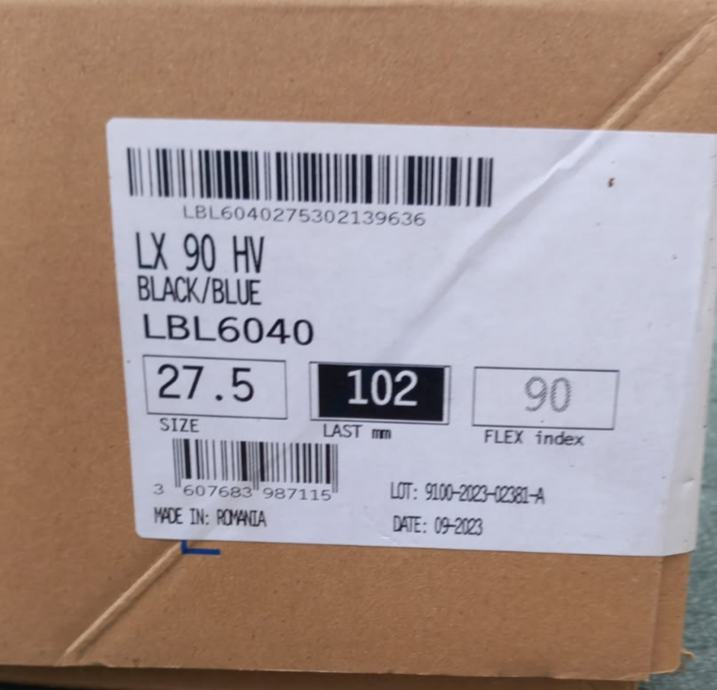 LBL6040275302139636
LX 90 HV
BLACK/BLUE
LBL6040
27.5 102 90
SIZE LAST mm FLEX index
3 607683 987115
LOT: 9100-2023-02381-A
MADE IN: ROMANIA
DATE: 09-2023